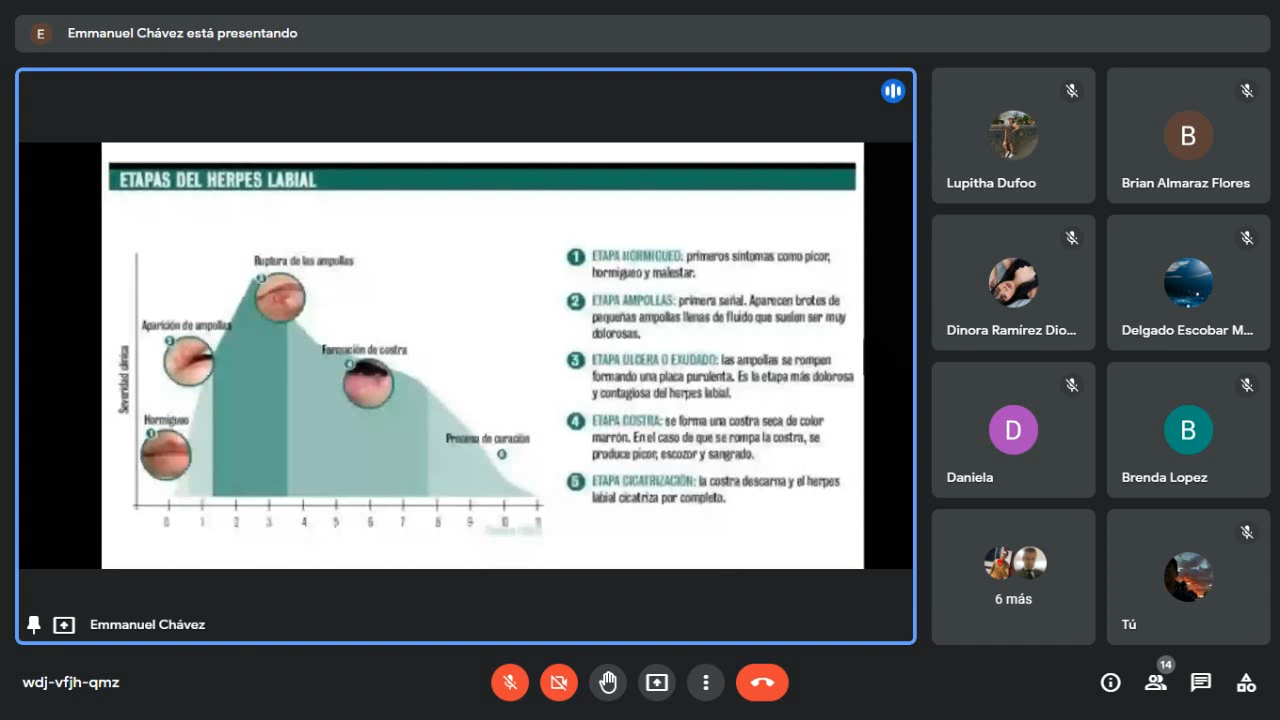 E
Emmanuel Chávez está presentando
ETAPAS DEL HERPES LABIAL
Ruptura de las ampollas
3
Aparición de ampollas
2
Formación de costra
4
Hormigueo
1
Proceso de curación
5
Severidad clínica
0 1 2 3 4 5 6 7 8 9 10 11
1 ETAPA HORMIGUEO: primeros síntomas como picor,
hormigueo y malestar.
2 ETAPA AMPOLLAS: primera señal. Aparecen brotes de
pequeñas ampollas llenas de fluido que suelen ser muy
dolorosas.
3 ETAPA ÚLCERA O EXUDADO: las ampollas se rompen
formando una placa purulenta. Es la etapa más dolorosa
y contagiosa del herpes labial.
4 ETAPA COSTRA: se forma una costra seca de color
marrón. En el caso de que se rompa la costra, se
produce picor, escozor y sangrado.
5 ETAPA CICATRIZACIÓN: la costra descama y el herpes
labial cicatriza por completo.
Emmanuel Chávez
Lupitha Dufoo
B
Brian Almaraz Flores
Dinora Ramírez Dio...
Delgado Escobar M...
D
Daniela
B
Brenda Lopez
6 más
Tú
wdj-vfjh-qmz
14